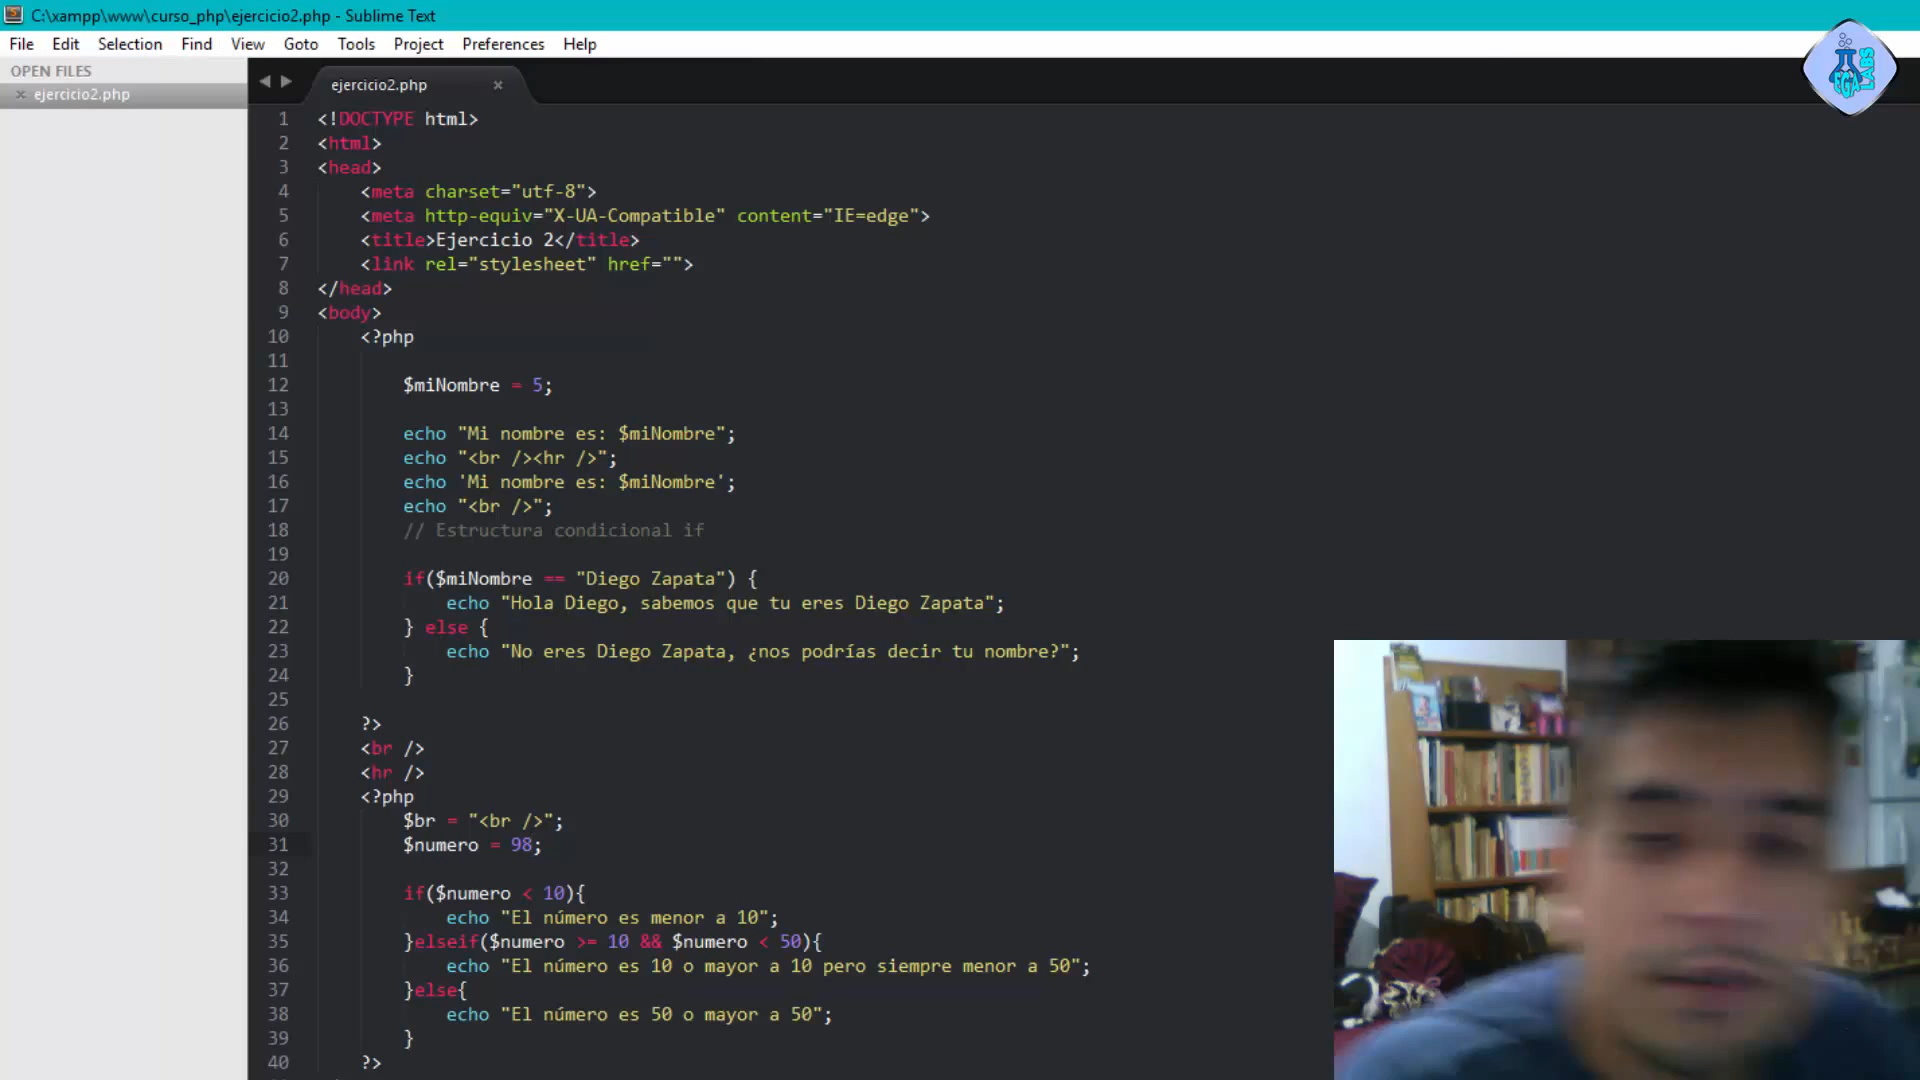 C:\xampp\www\curso_php\ejercicio2.php - Sublime Text
File Edit Selection Find View Goto Tools Project Preferences Help
OPEN FILES
ejercicio2.php
ejercicio2.php
1 <!DOCTYPE html>
2 <html>
3 <head>
4 <meta charset="utf-8">
5 <meta http-equiv="X-UA-Compatible" content="IE=edge">
6 <title>Ejercicio 2</title>
7 <link rel="stylesheet" href="">
8 </head>
9 <body>
10 <?php
11
12 $miNombre = 5;
13
14 echo "Mi nombre es: $miNombre";
15 echo "<br /><hr />";
16 echo 'Mi nombre es: $miNombre';
17 echo "<br />";
18 // Estructura condicional if
19
20 if($miNombre == "Diego Zapata") {
21 echo "Hola Diego, sabemos que tu eres Diego Zapata";
22 } else {
23 echo "No eres Diego Zapata, ¿nos podrías decir tu nombre?";
24 }
25
26 ?>
27 <br />
28 <hr />
29 <?php
30 $br = "<br />";
31 $numero = 98;
32
33 if($numero < 10){
34 echo "El número es menor a 10";
35 }elseif($numero >= 10 && $numero < 50){
36 echo "El número es 10 o mayor a 10 pero siempre menor a 50";
37 }else{
38 echo "El número es 50 o mayor a 50";
39 }
40 ?>
EGA LABS